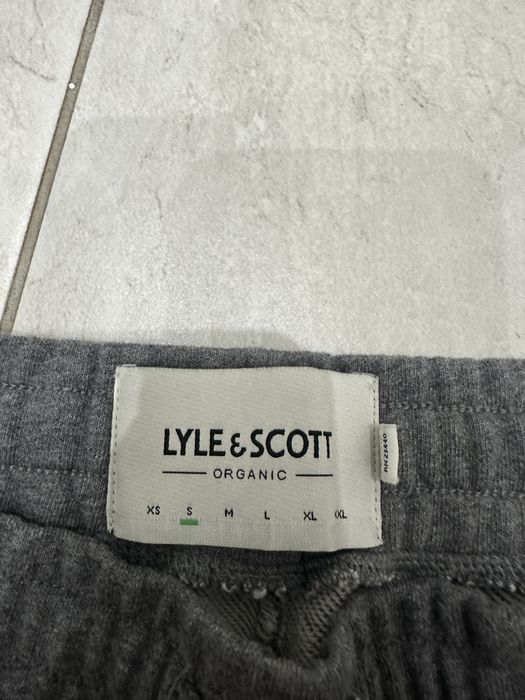 LYLE & SCOTT
ORGANIC
XS S M L XL XXL